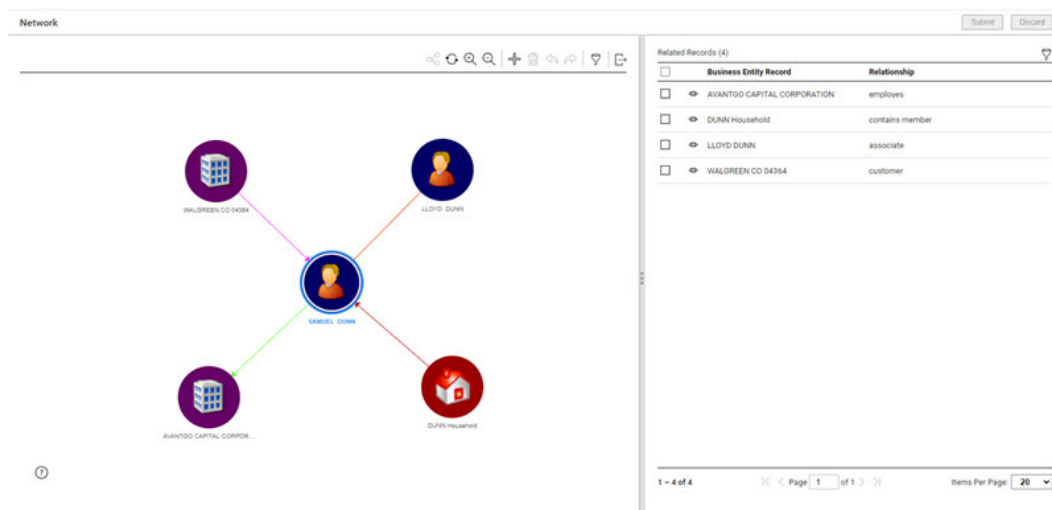 Network
Submit
Discard
WALGREEN CO 04364
LLOYD DUNN
SAMUEL DUNN
AVANTGO CAPITAL CORPOR...
DUNN Household
?
Related Records (4)
Business Entity Record Relationship
AVANTGO CAPITAL CORPORATION employes
DUNN Household contains member
LLOYD DUNN associate
WALGREEN CO 04364 customer
1 – 4 of 4 Page 1 of 1 Items Per Page: 20